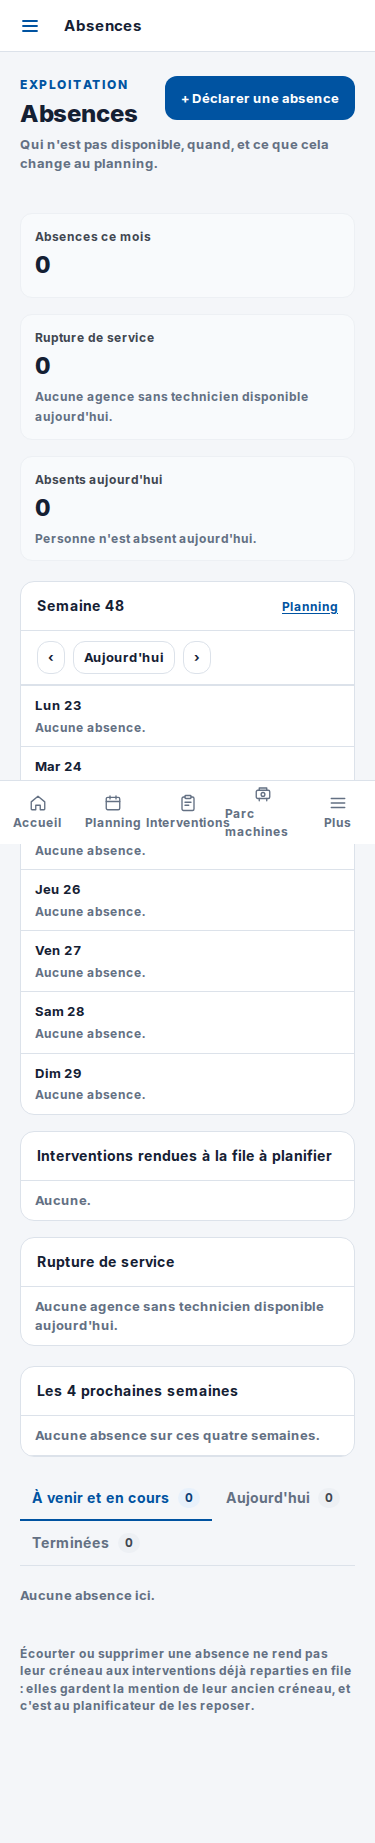 Absences
EXPLOITATION
Absences
+ Déclarer une absence
Qui n'est pas disponible, quand, et ce que cela
change au planning.
Absences ce mois
0
Rupture de service
0
Aucune agence sans technicien disponible
aujourd'hui.
Absents aujourd'hui
0
Personne n'est absent aujourd'hui.
Semaine 48
Planning
‹ Aujourd'hui ›
Lun 23
Aucune absence.
Mar 24
Accueil
Planning
Interventions
Parc
machines
Plus
Aucune absence.
Jeu 26
Aucune absence.
Ven 27
Aucune absence.
Sam 28
Aucune absence.
Dim 29
Aucune absence.
Interventions rendues à la file à planifier
Aucune.
Rupture de service
Aucune agence sans technicien disponible
aujourd'hui.
Les 4 prochaines semaines
Aucune absence sur ces quatre semaines.
À venir et en cours 0
Aujourd'hui 0
Terminées 0
Aucune absence ici.
Écourter ou supprimer une absence ne rend pas
leur créneau aux interventions déjà reparties en file
: elles gardent la mention de leur ancien créneau, et
c'est au planificateur de les reposer.